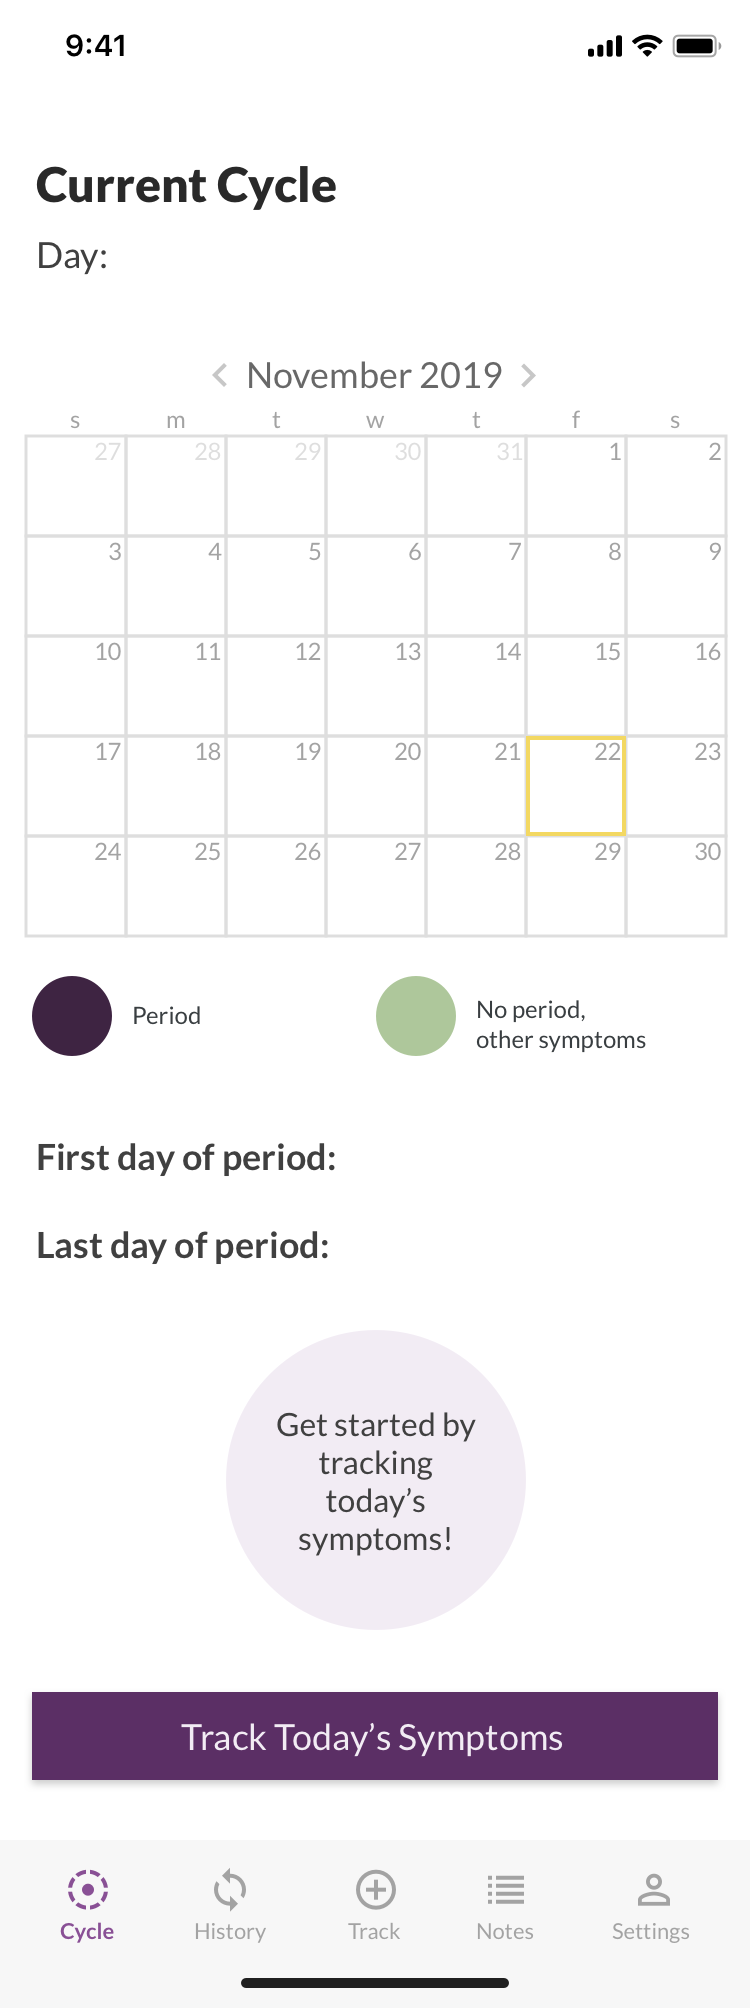 9:41
Current Cycle
Day:
November 2019
s m t w t f s
27 28 29 30 31 1 2
3 4 5 6 7 8 9
10 11 12 13 14 15 16
17 18 19 20 21 22 23
24 25 26 27 28 29 30
Period
No period,
other symptoms
First day of period:
Last day of period:
Get started by
tracking
today’s
symptoms!
Track Today’s Symptoms
Cycle History Track Notes Settings